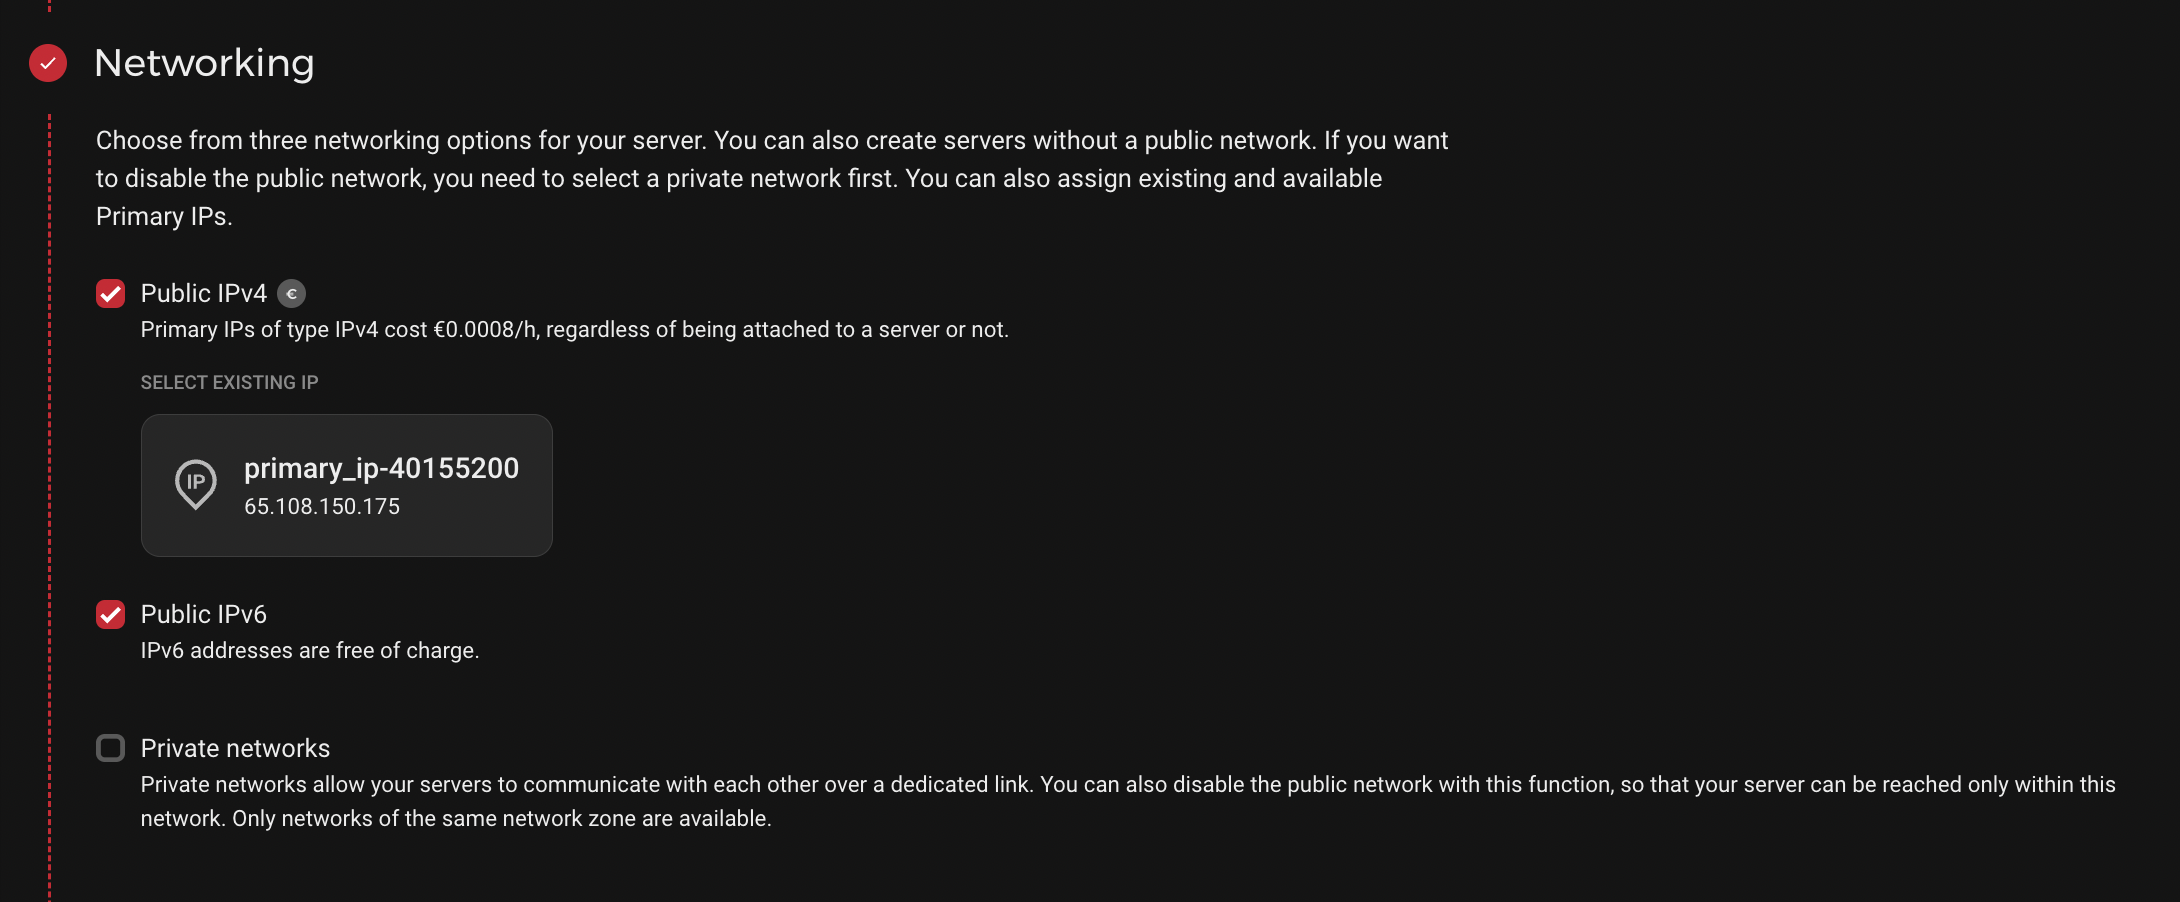 Networking
Choose from three networking options for your server. You can also create servers without a public network. If you want
to disable the public network, you need to select a private network first. You can also assign existing and available
Primary IPs.
Public IPv4 €
Primary IPs of type IPv4 cost €0.0008/h, regardless of being attached to a server or not.
SELECT EXISTING IP
IP
primary_ip-40155200
65.108.150.175
Public IPv6
IPv6 addresses are free of charge.
Private networks
Private networks allow your servers to communicate with each other over a dedicated link. You can also disable the public network with this function, so that your server can be reached only within this
network. Only networks of the same network zone are available.